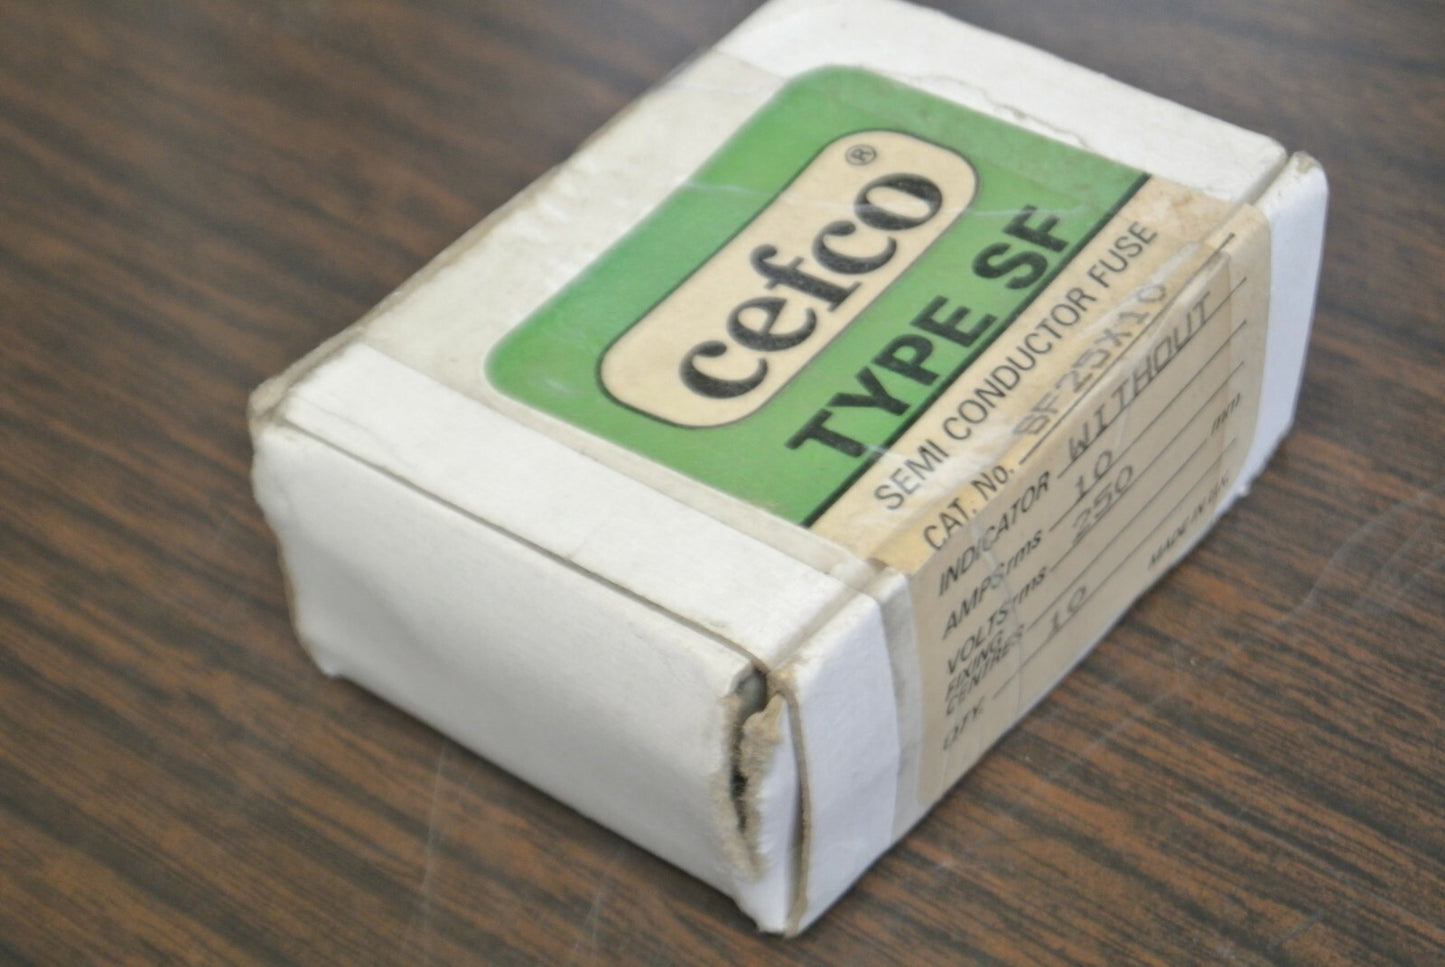 cefco®
TYPE SF
SEMI CONDUCTOR FUSE
CAT. No. SF25X10
INDICATOR WITHOUT
AMPS rms 10
VOLTS rms 250
FIXING CENTRES mm
QTY. 10 MADE IN UK.